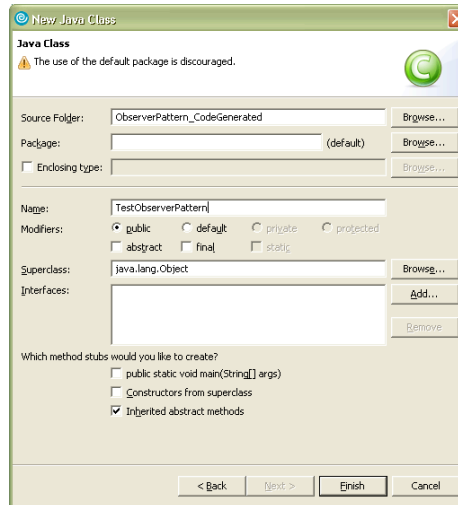 New Java Class
Java Class
The use of the default package is discouraged.
C
Source Folder: ObserverPattern_CodeGenerated Browse...
Package: (default) Browse...
Enclosing type: Browse...
Name: TestObserverPattern
Modifiers: public default private protected
abstract final static
Superclass: java.lang.Object Browse...
Interfaces: Add...
Remove
Which method stubs would you like to create?
public static void main(String[] args)
Constructors from superclass
Inherited abstract methods
< Back Next > Finish Cancel